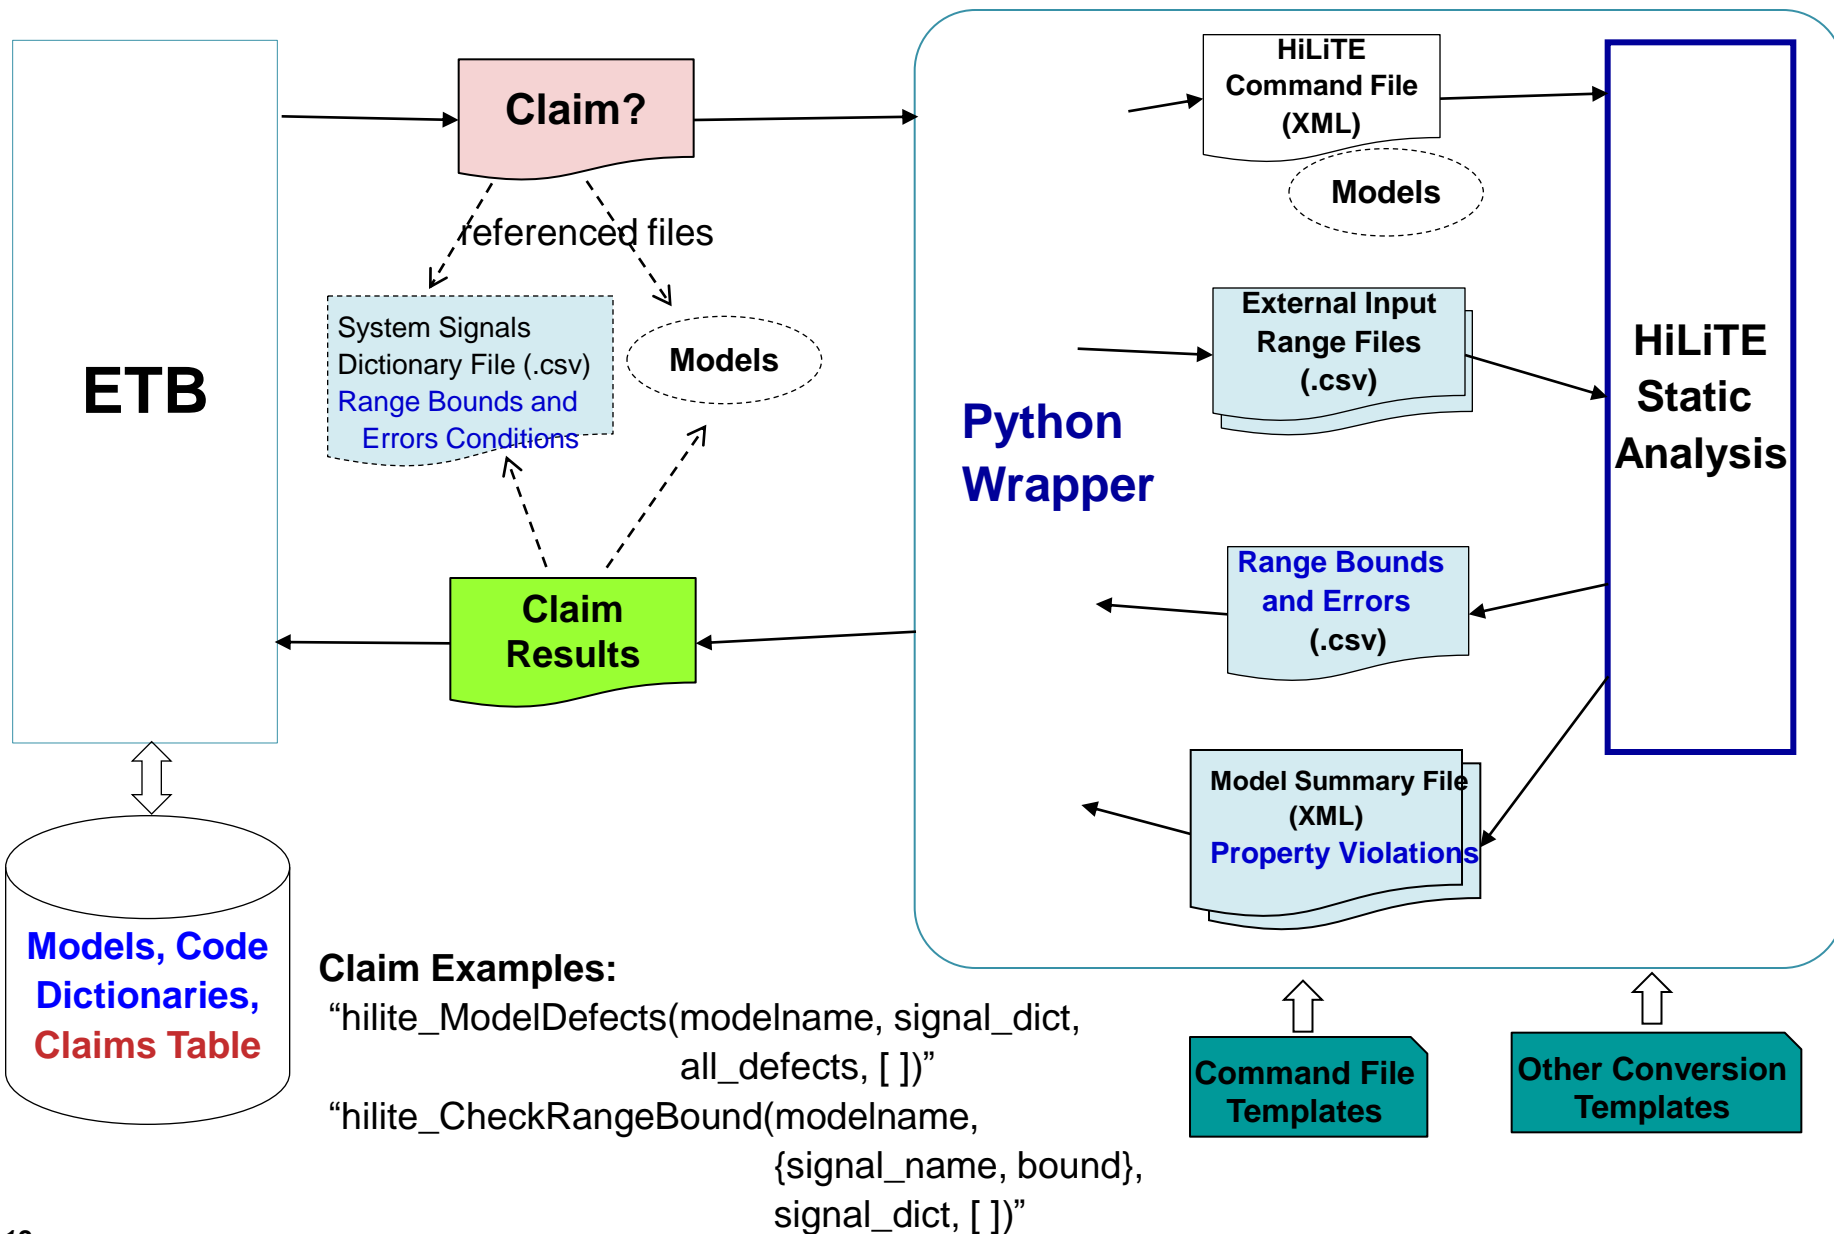 ETB
Claim?
referenced files
System Signals
Dictionary File (.csv)
Range Bounds and
Errors Conditions
Models
Claim
Results
Python
Wrapper
HiLiTE
Command File
(XML)
Models
External Input
Range Files
(.csv)
Range Bounds
and Errors
(.csv)
Model Summary File
(XML)
Property Violations
HiLiTE
Static
Analysis
Models, Code
Dictionaries,
Claims Table
Claim Examples:
“hilite_ModelDefects(modelname, signal_dict,
all_defects, [ ])”
“hilite_CheckRangeBound(modelname,
{signal_name, bound},
signal_dict, [ ])”
Command File
Templates
Other Conversion
Templates